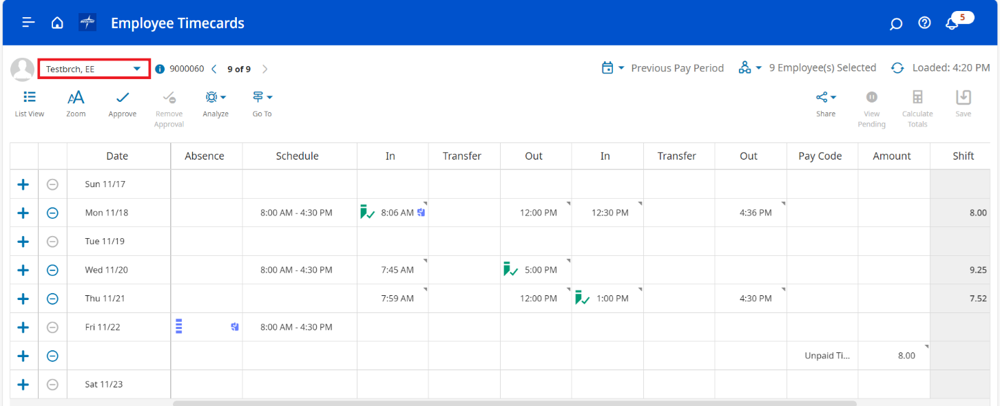 Employee Timecards 5
Testbrch, EE 9000060 9 of 9 Previous Pay Period 9 Employee(s) Selected Loaded: 4:20 PM
List View Zoom Approve Remove Approval Analyze Go To Share View Pending Calculate Totals Save
Date Absence Schedule In Transfer Out In Transfer Out Pay Code Amount Shift
Sun 11/17
Mon 11/18 8:00 AM - 4:30 PM 8:06 AM 12:00 PM 12:30 PM 4:36 PM 8.00
Tue 11/19
Wed 11/20 8:00 AM - 4:30 PM 7:45 AM 5:00 PM 9.25
Thu 11/21 7:59 AM 12:00 PM 1:00 PM 4:30 PM 7.52
Fri 11/22 8:00 AM - 4:30 PM
Unpaid Ti... 8.00
Sat 11/23